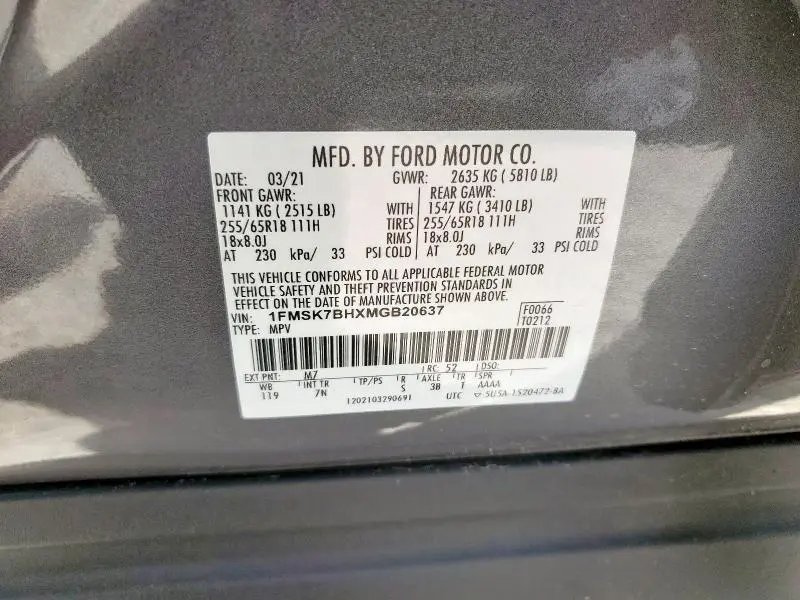 MFD. BY FORD MOTOR CO.
DATE: 03/21 GVWR: 2635 KG ( 5810 LB)
FRONT GAWR: REAR GAWR:
1141 KG ( 2515 LB) WITH 1547 KG ( 3410 LB) WITH
255/65R18 111H TIRES 255/65R18 111H TIRES
18x8.0J RIMS 18x8.0J RIMS
AT 230 kPa/ 33 PSI COLD AT 230 kPa/ 33 PSI COLD
THIS VEHICLE CONFORMS TO ALL APPLICABLE FEDERAL MOTOR
VEHICLE SAFETY AND THEFT PREVENTION STANDARDS IN
EFFECT ON THE DATE OF MANUFACTURE SHOWN ABOVE.
VIN: 1FMSK7BHXMGB20637 F0066
TYPE: MPV T0212
EXT PNT: M7 RC: 52 DSO:
WB INT TR TP/PS R AXLE TR SPR
119 7N S 3B T AAAA
1202103290691 UTC 5U5A-1520472-BA